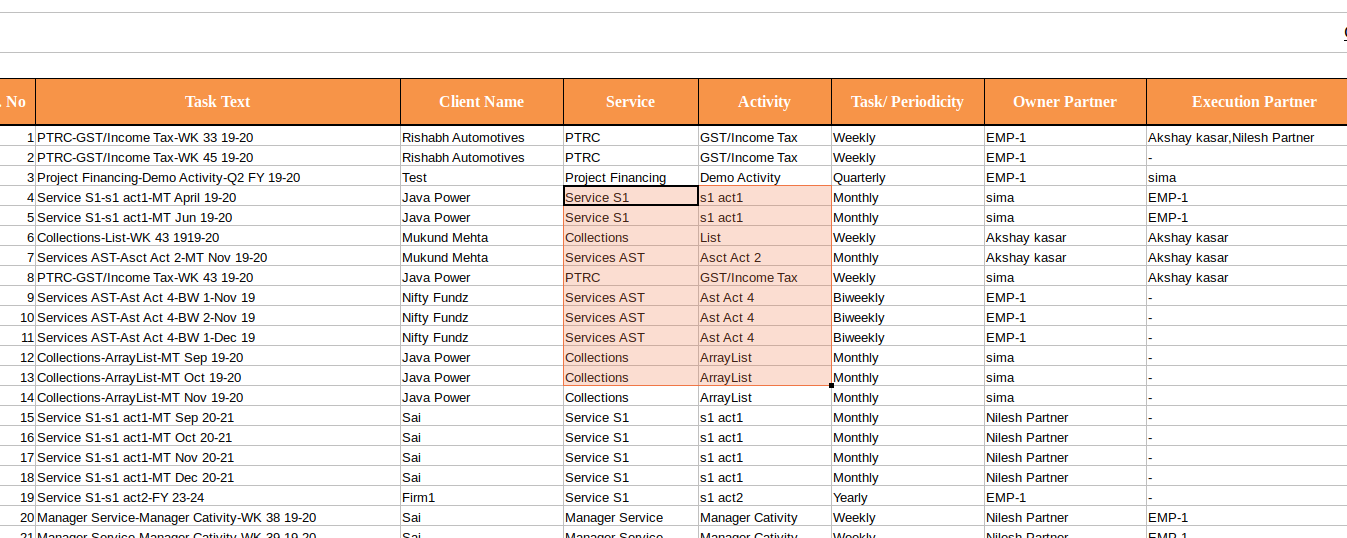 . No Task Text Client Name Service Activity Task/ Periodicity Owner Partner Execution Partner
1 PTRC-GST/Income Tax-WK 33 19-20 Rishabh Automotives PTRC GST/Income Tax Weekly EMP-1 Akshay kasar,Nilesh Partner
2 PTRC-GST/Income Tax-WK 45 19-20 Rishabh Automotives PTRC GST/Income Tax Weekly EMP-1 -
3 Project Financing-Demo Activity-Q2 FY 19-20 Test Project Financing Demo Activity Quarterly EMP-1 sima
4 Service S1-s1 act1-MT April 19-20 Java Power Service S1 s1 act1 Monthly sima EMP-1
5 Service S1-s1 act1-MT Jun 19-20 Java Power Service S1 s1 act1 Monthly sima EMP-1
6 Collections-List-WK 43 1919-20 Mukund Mehta Collections List Weekly Akshay kasar Akshay kasar
7 Services AST-Asct Act 2-MT Nov 19-20 Mukund Mehta Services AST Asct Act 2 Monthly Akshay kasar Akshay kasar
8 PTRC-GST/Income Tax-WK 43 19-20 Java Power PTRC GST/Income Tax Weekly sima Akshay kasar
9 Services AST-Ast Act 4-BW 1-Nov 19 Nifty Fundz Services AST Ast Act 4 Biweekly EMP-1 -
10 Services AST-Ast Act 4-BW 2-Nov 19 Nifty Fundz Services AST Ast Act 4 Biweekly EMP-1 -
11 Services AST-Ast Act 4-BW 1-Dec 19 Nifty Fundz Services AST Ast Act 4 Biweekly EMP-1 -
12 Collections-ArrayList-MT Sep 19-20 Java Power Collections ArrayList Monthly sima -
13 Collections-ArrayList-MT Oct 19-20 Java Power Collections ArrayList Monthly sima -
14 Collections-ArrayList-MT Nov 19-20 Java Power Collections ArrayList Monthly sima -
15 Service S1-s1 act1-MT Sep 20-21 Sai Service S1 s1 act1 Monthly Nilesh Partner -
16 Service S1-s1 act1-MT Oct 20-21 Sai Service S1 s1 act1 Monthly Nilesh Partner -
17 Service S1-s1 act1-MT Nov 20-21 Sai Service S1 s1 act1 Monthly Nilesh Partner -
18 Service S1-s1 act1-MT Dec 20-21 Sai Service S1 s1 act1 Monthly Nilesh Partner -
19 Service S1-s1 act2-FY 23-24 Firm1 Service S1 s1 act2 Yearly EMP-1 -
20 Manager Service-Manager Cativity-WK 38 19-20 Sai Manager Service Manager Cativity Weekly Nilesh Partner EMP-1
21 Manager Service-Manager Cativity-WK 39 19-20 Sai Manager Service Manager Cativity Weekly Nilesh Partner EMP-1